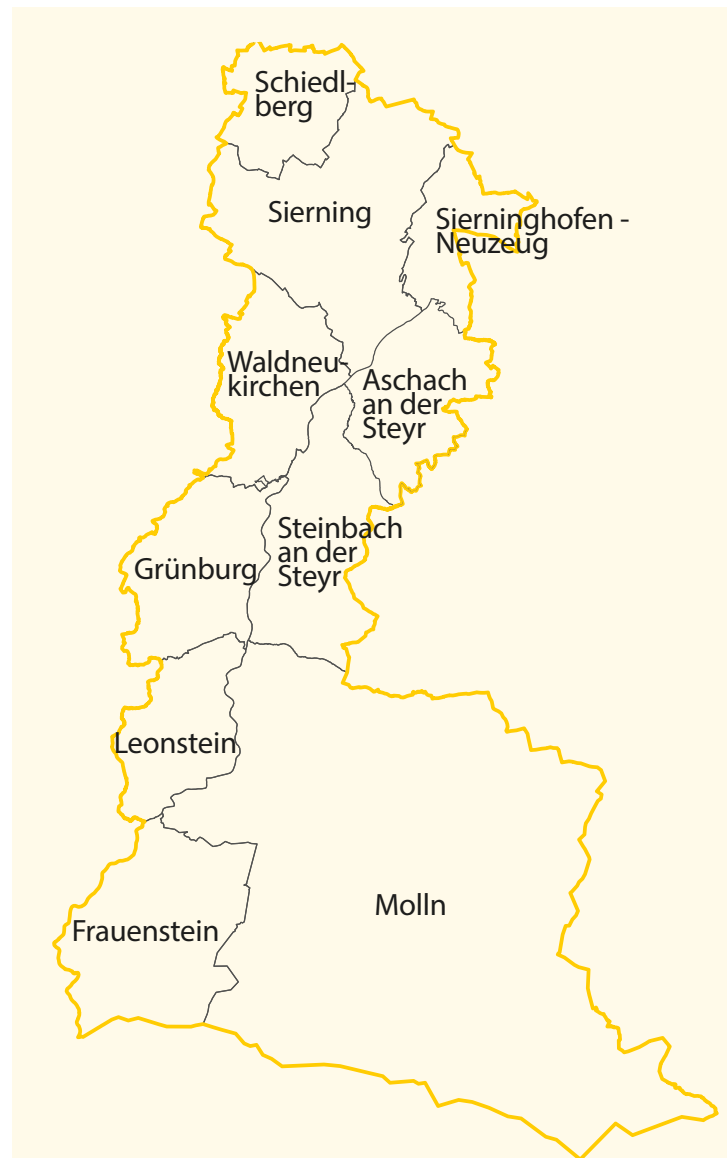 Schiedl-
berg
Sierning
Sierninghofen -
Neuzeug
Waldneu-
kirchen
Aschach
an der
Steyr
Steinbach
an der
Steyr
Grünburg
Leonstein
Molln
Frauenstein